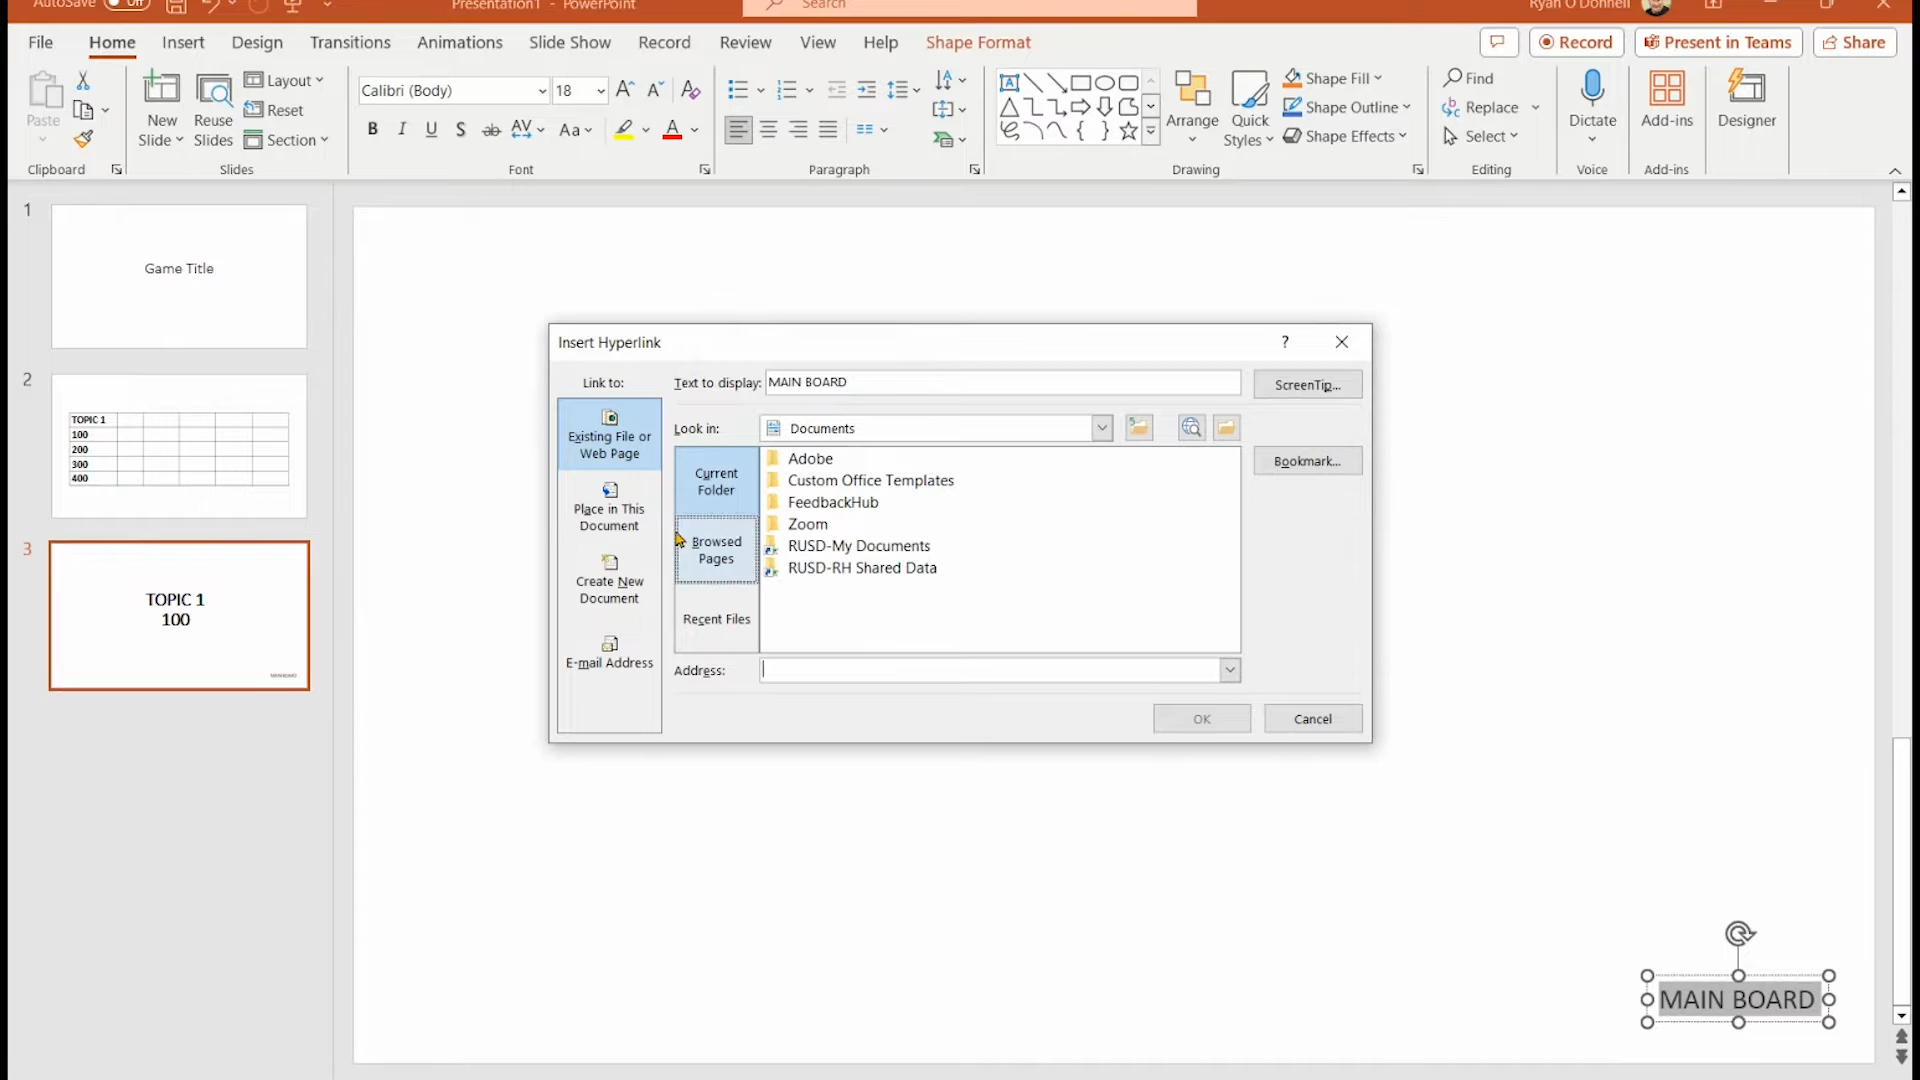 AutoSave Off Presentation1 - PowerPoint Search Ryan O'Donnell
File Home Insert Design Transitions Animations Slide Show Record Review View Help Shape Format Record Present in Teams Share
Paste
Clipboard
New Slide
Reuse Slides
Layout
Reset
Section
Slides
Calibri (Body) 18
B I U S ab AV Aa A
Font
Paragraph
Arrange
Quick Styles
Shape Fill
Shape Outline
Shape Effects
Drawing
Find
Replace
Select
Editing
Dictate
Voice
Add-ins
Add-ins
Designer
1
Game Title
2
TOPIC 1
100
200
300
400
3
TOPIC 1
100
MAIN BOARD
Insert Hyperlink ?
Link to:
Text to display: MAIN BOARD
ScreenTip...
Existing File or
Web Page
Place in This
Document
Create New
Document
E-mail Address
Look in: Documents
Bookmark...
Current
Folder
Browsed
Pages
Recent Files
Adobe
Custom Office Templates
FeedbackHub
Zoom
RUSD-My Documents
RUSD-RH Shared Data
Address:
OK Cancel
MAIN BOARD